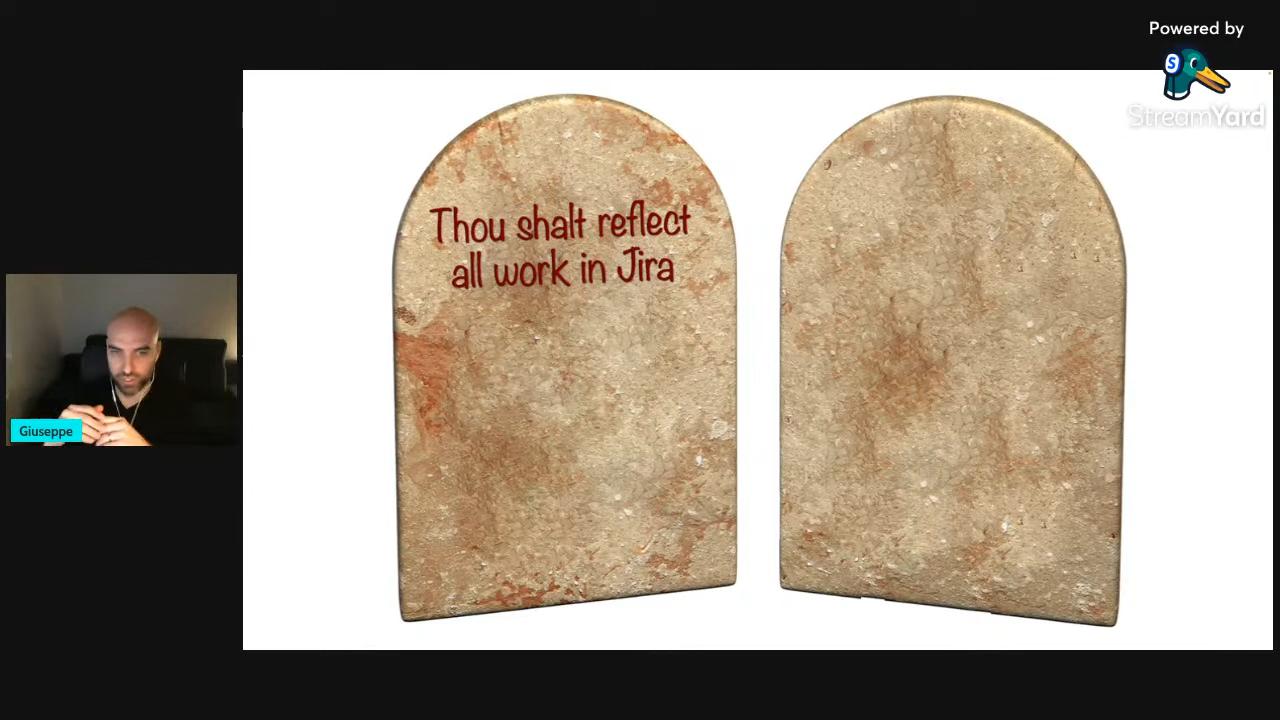 Powered by
S
StreamYard
Thou shalt reflect
all work in Jira
Giuseppe